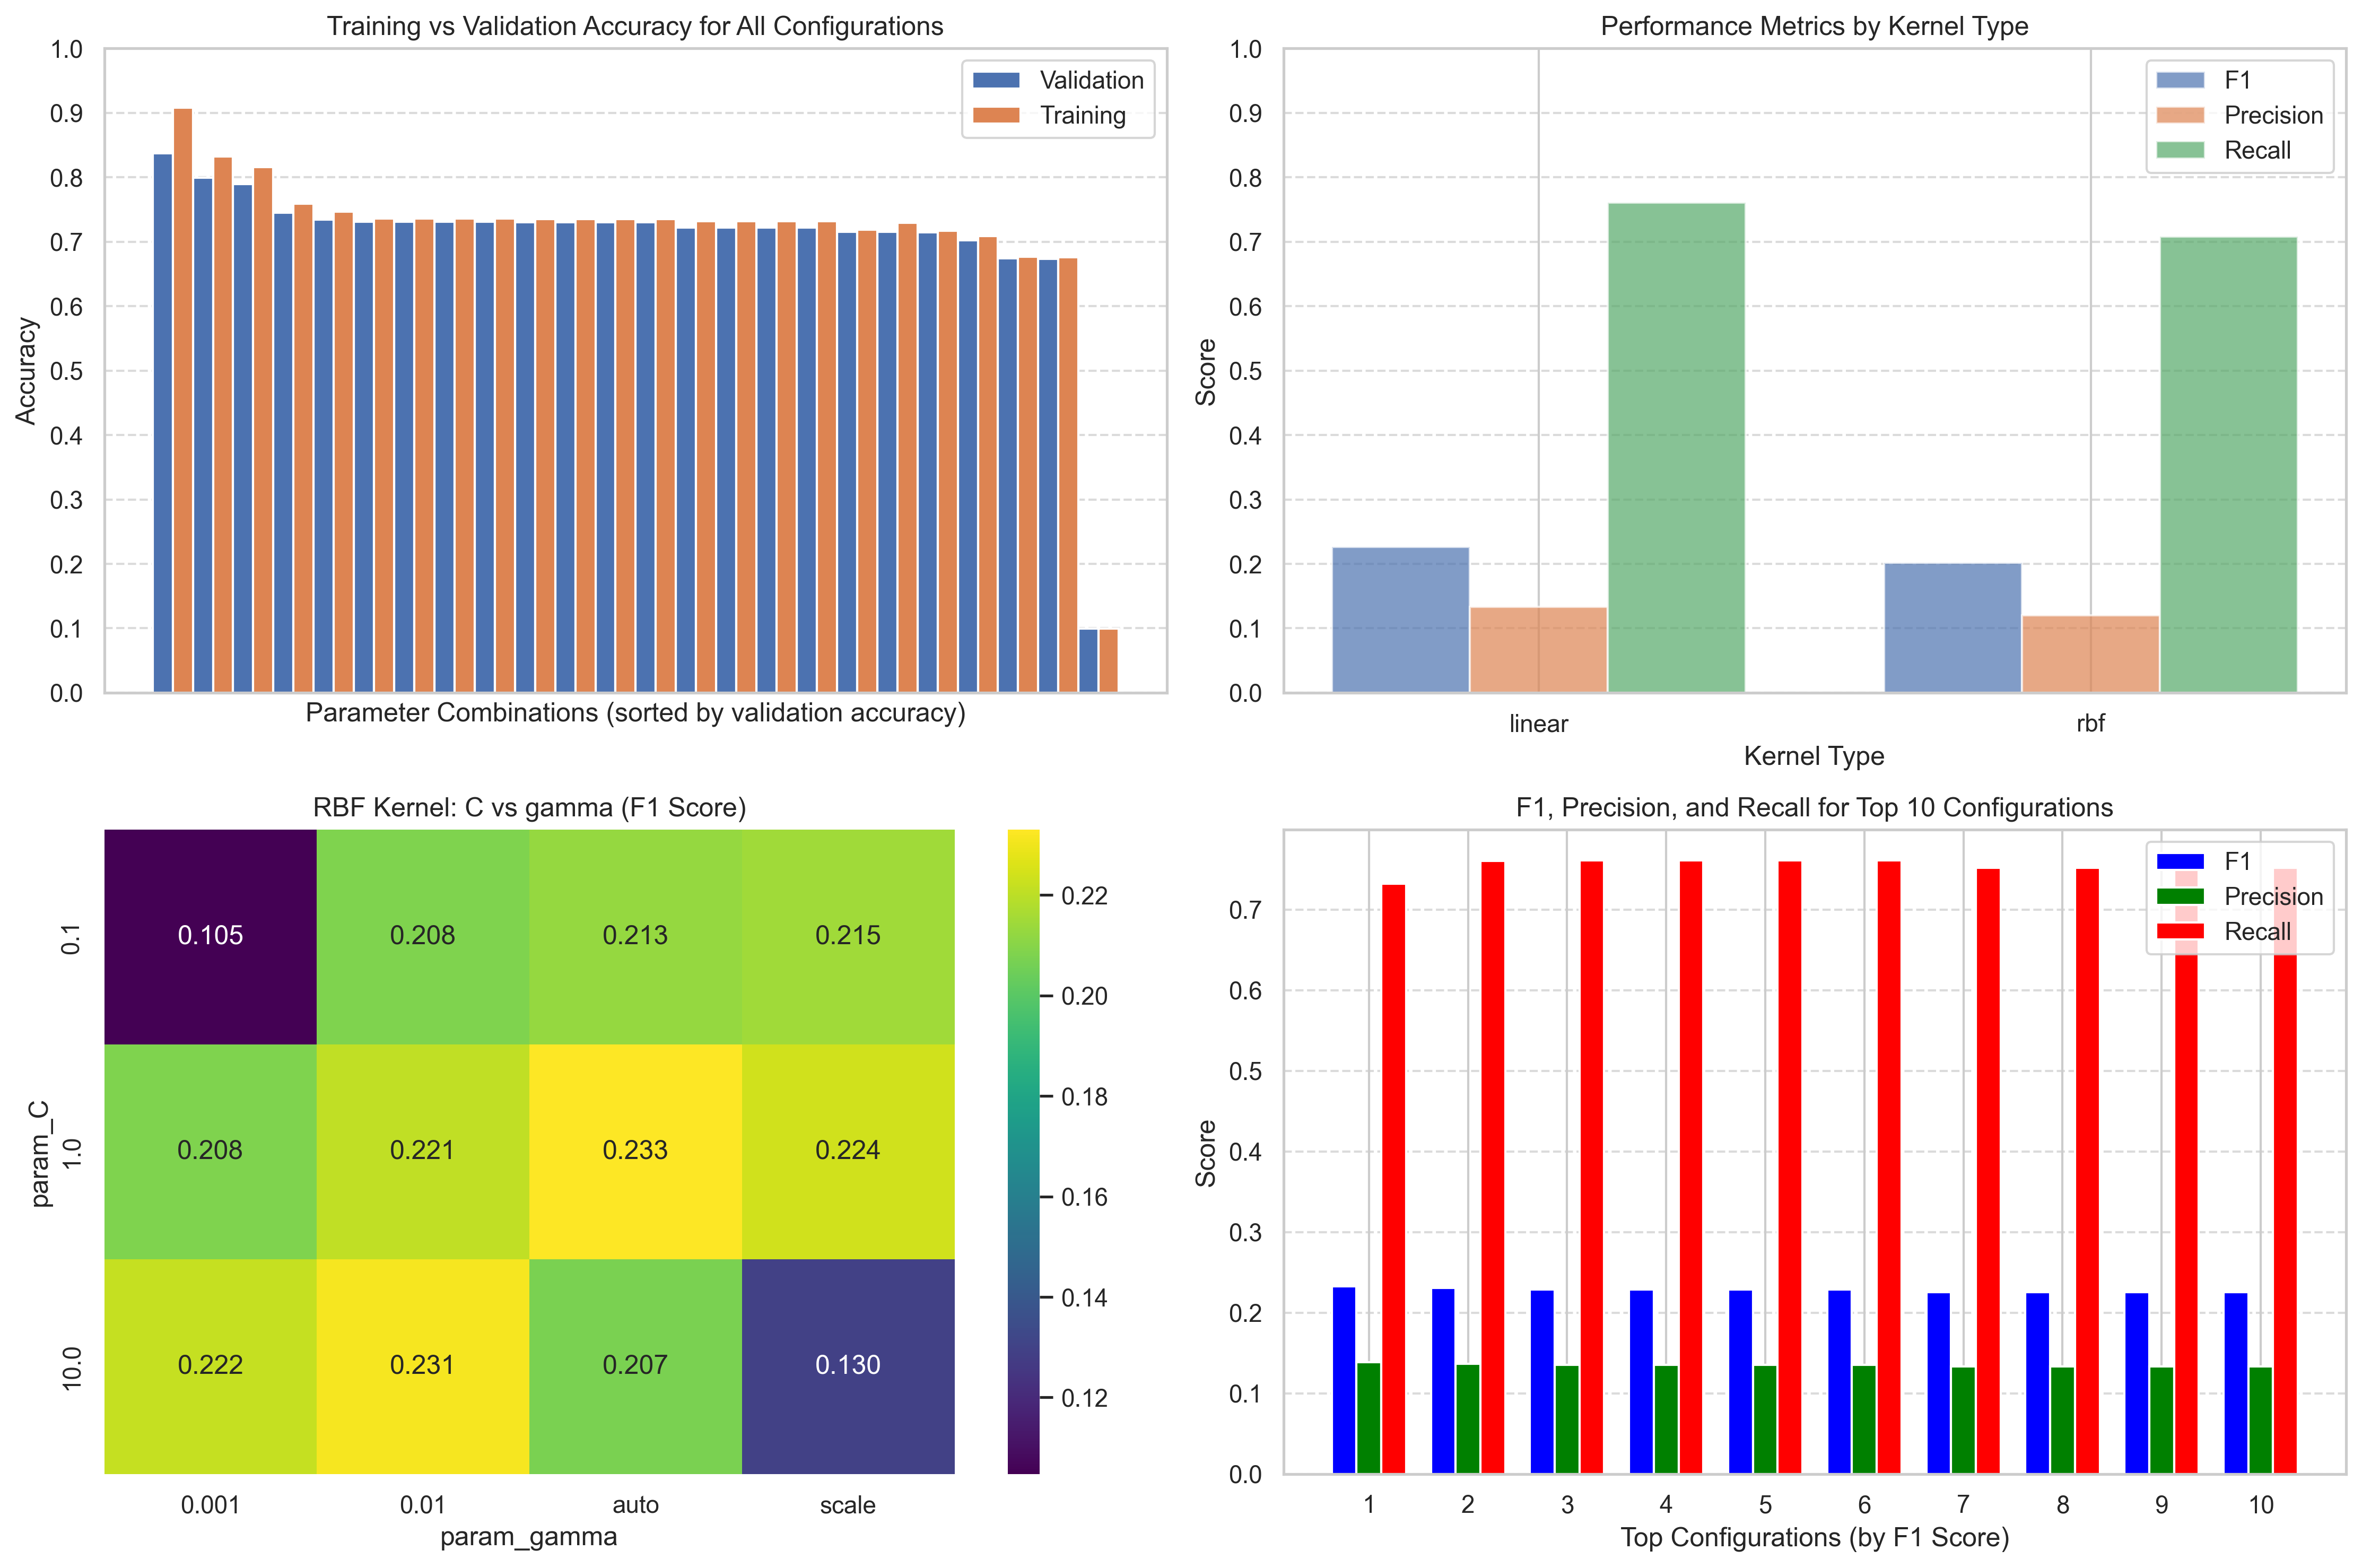 Training vs Validation Accuracy for All Configurations
1.0
0.9
0.8
0.7
0.6
0.5
0.4
0.3
0.2
0.1
0.0
Accuracy
Validation
Training
Parameter Combinations (sorted by validation accuracy)
Performance Metrics by Kernel Type
1.0
0.9
0.8
0.7
0.6
0.5
0.4
0.3
0.2
0.1
0.0
Score
F1
Precision
Recall
linear rbf
Kernel Type
RBF Kernel: C vs gamma (F1 Score)
param_C
0.1
1.0
10.0
0.105 0.208 0.213 0.215
0.208 0.221 0.233 0.224
0.222 0.231 0.207 0.130
0.001 0.01 auto scale
param_gamma
0.22
0.20
0.18
0.16
0.14
0.12
F1, Precision, and Recall for Top 10 Configurations
0.7
0.6
0.5
0.4
0.3
0.2
0.1
0.0
Score
F1
Precision
Recall
1 2 3 4 5 6 7 8 9 10
Top Configurations (by F1 Score)